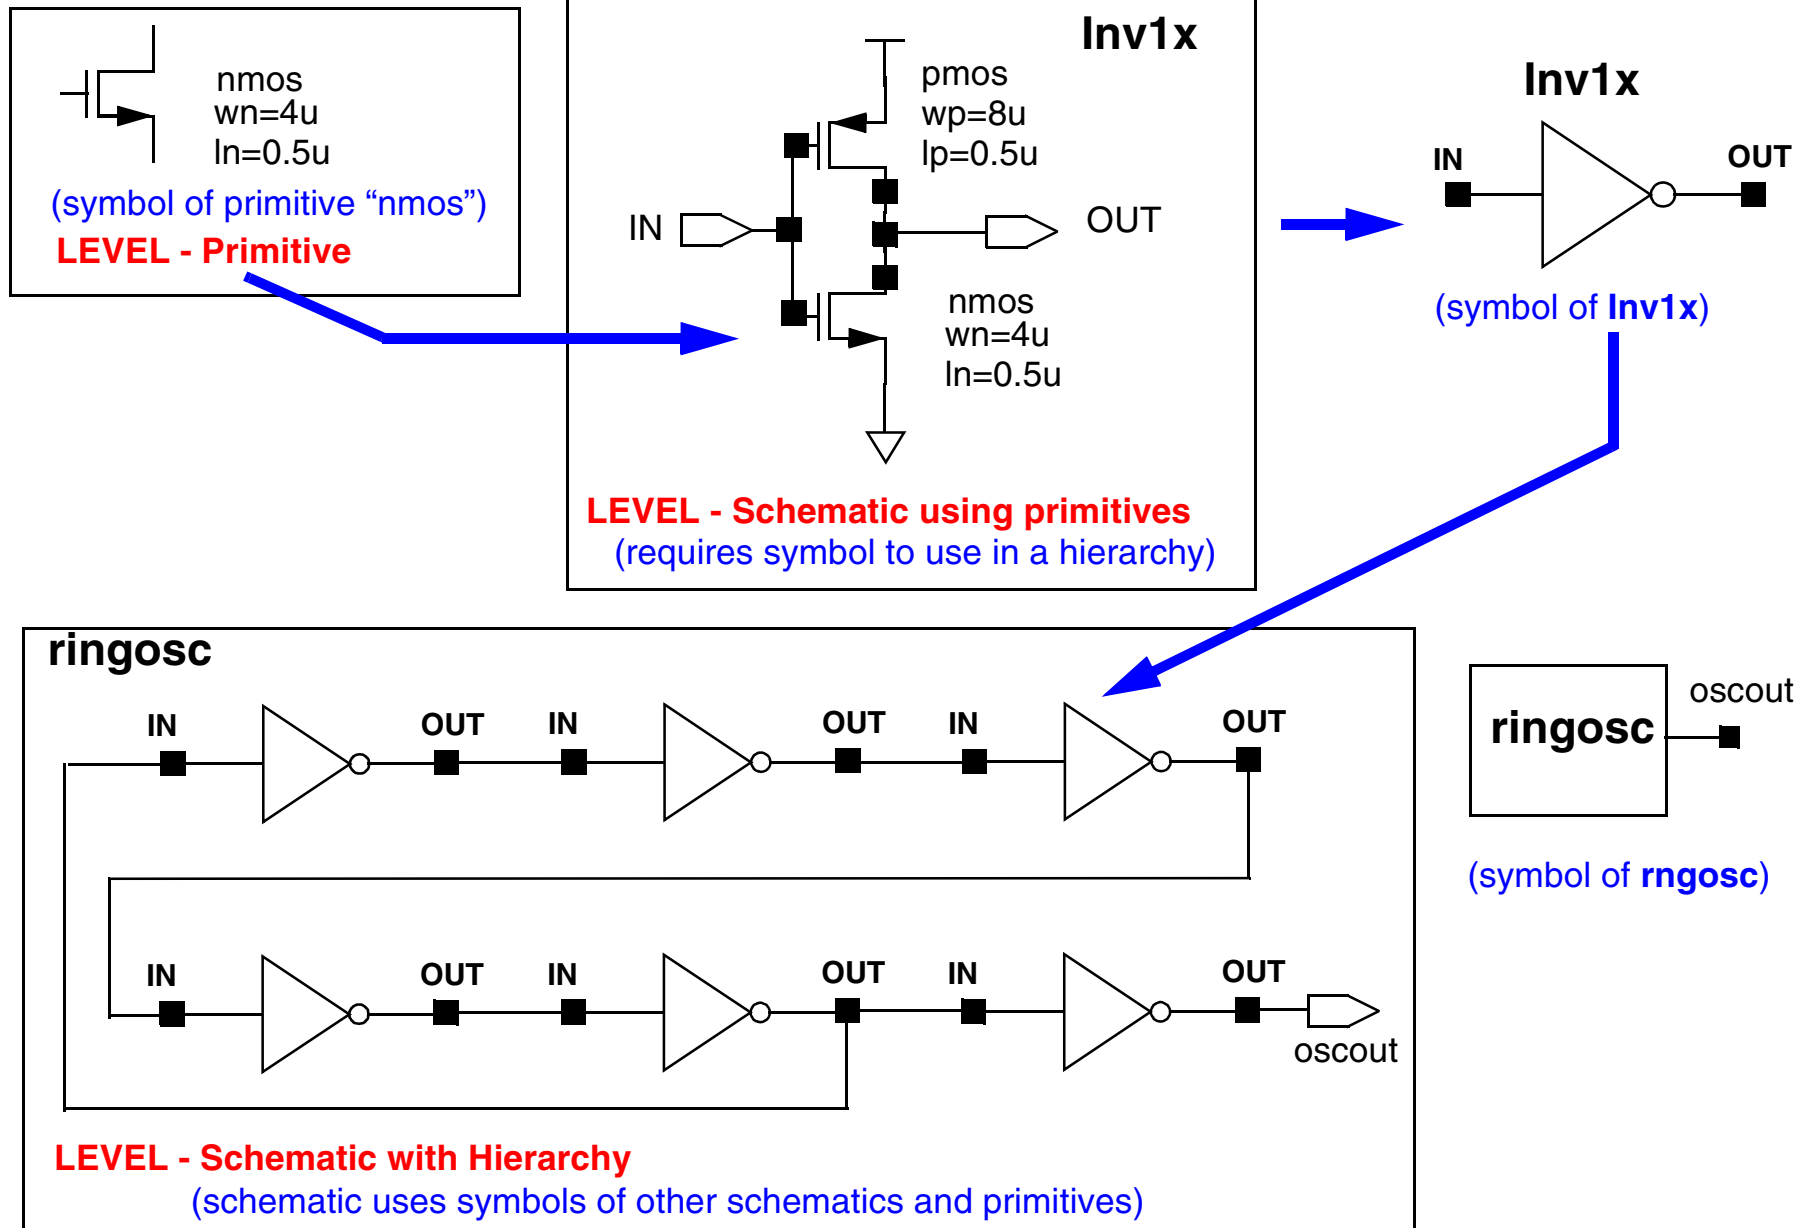 nmos
wn=4u
ln=0.5u
(symbol of primitive “nmos”)
LEVEL - Primitive
Inv1x
pmos
wp=8u
lp=0.5u
IN
OUT
nmos
wn=4u
ln=0.5u
LEVEL - Schematic using primitives
(requires symbol to use in a hierarchy)
Inv1x
IN
OUT
(symbol of Inv1x)
ringosc
IN
OUT
IN
OUT
IN
OUT
IN
OUT
IN
OUT
IN
OUT
oscout
LEVEL - Schematic with Hierarchy
(schematic uses symbols of other schematics and primitives)
ringosc
oscout
(symbol of rngosc)